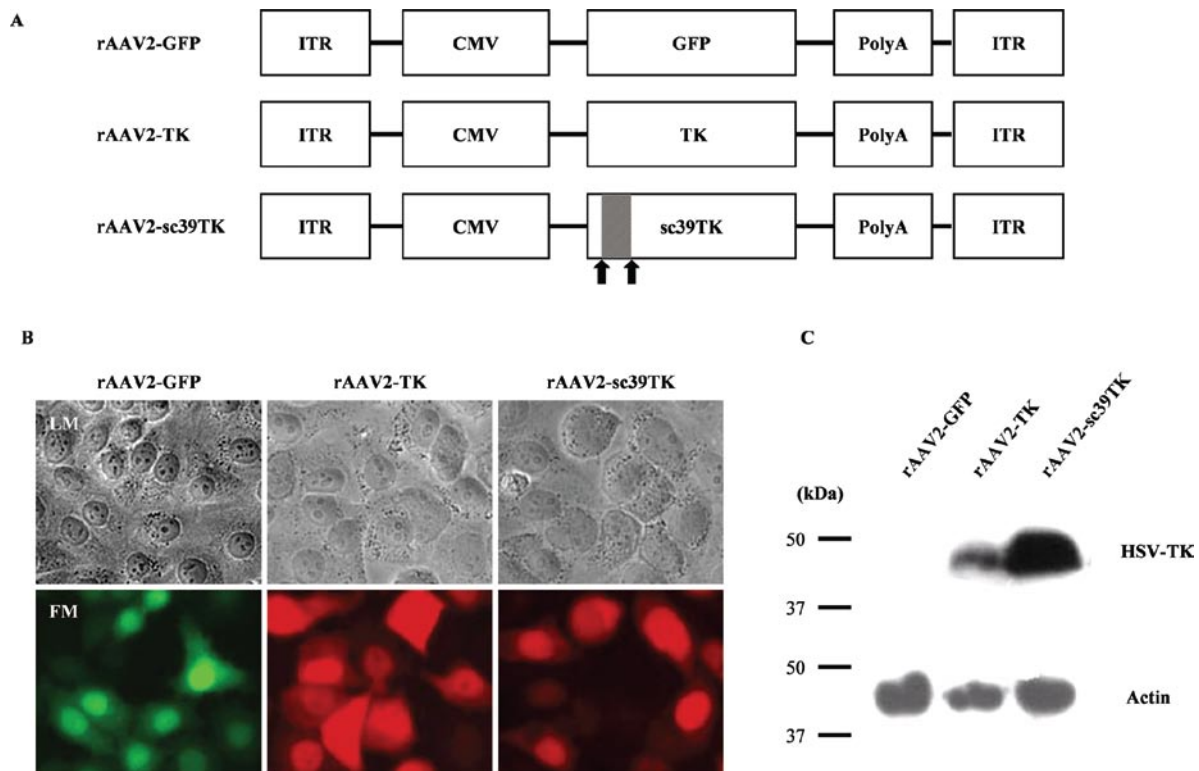 A
rAAV2-GFP ITR CMV GFP PolyA ITR
rAAV2-TK ITR CMV TK PolyA ITR
rAAV2-sc39TK ITR CMV sc39TK PolyA ITR
B
rAAV2-GFP rAAV2-TK rAAV2-sc39TK
LM
FM
C
rAAV2-GFP
rAAV2-TK
rAAV2-sc39TK
(kDa)
50
HSV-TK
37
50
Actin
37